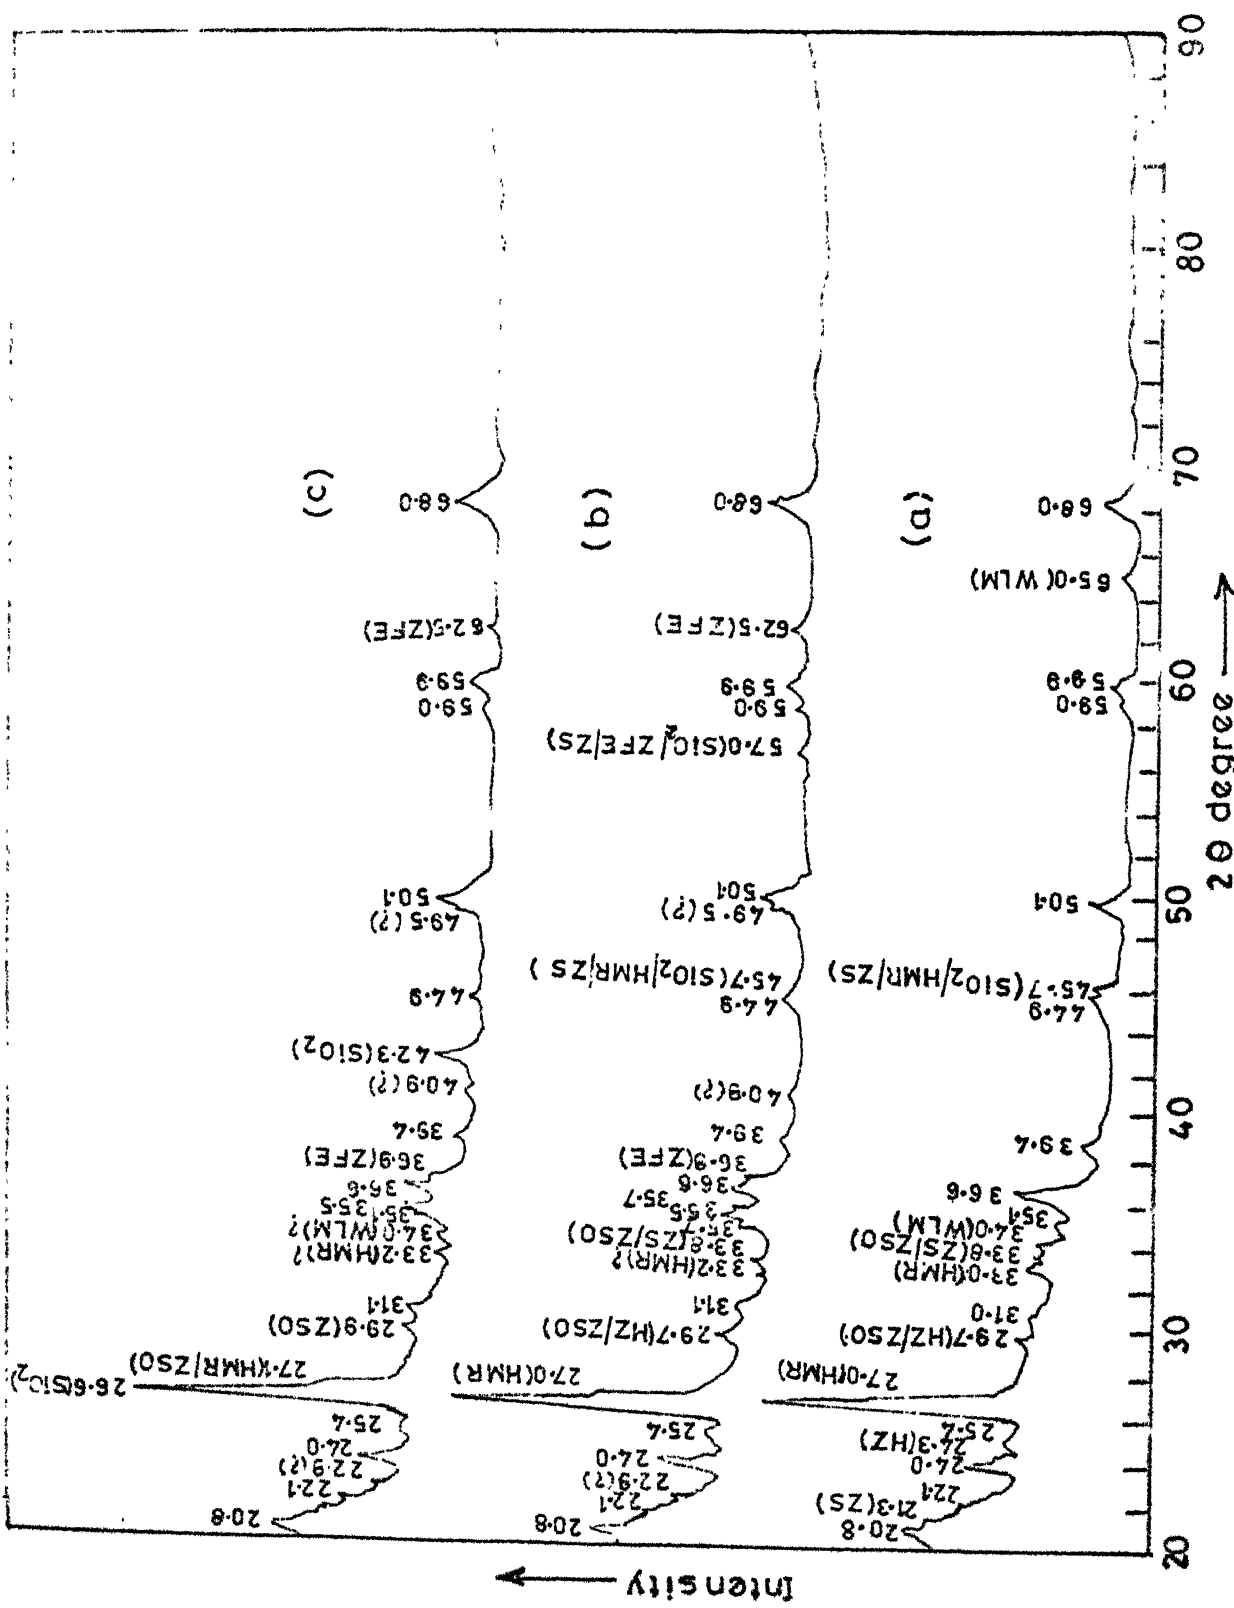 Intensity
2θ degree
20
30
40
50
60
70
80
90
(a)
20.8
21.3(ZS)
22.1
24.0
24.3(HZ)
25.4
27.0(HMR)
29.7(HZ/ZSO)
31.0
33.0(HMR)
33.8(ZS/ZSO)
34.0(WLM)
35.1
36.6
39.4
44.9
45.7(SiO2/HMR/ZS)
50.1
59.0
59.9
65.0(WLM)
68.0
(b)
20.8
22.1
22.9(?)
24.0
25.4
27.0(HMR)
29.7(HZ/ZSO)
31.1
33.2(HMR)?
33.8(ZS/ZSO)
35.5
35.7
36.6
36.9(ZFE)
39.4
40.9(?)
44.9
45.7(SiO2/HMR/ZS)
49.5(?)
50.1
57.0(SiO2/ZFE/ZS)
59.0
59.9
62.5(ZFE)
68.0
(c)
20.8
22.1
22.9(?)
24.0
25.4
26.6(SiO2)
27.1(HMR/ZSO)
29.9(ZSO)
31.1
33.2(HMR)?
34.0(WLM)?
35.1
35.5
36.6
36.9(ZFE)
39.4
40.9(?)
42.3(SiO2)
44.9
49.5(?)
50.1
59.0
59.9
62.5(ZFE)
68.0